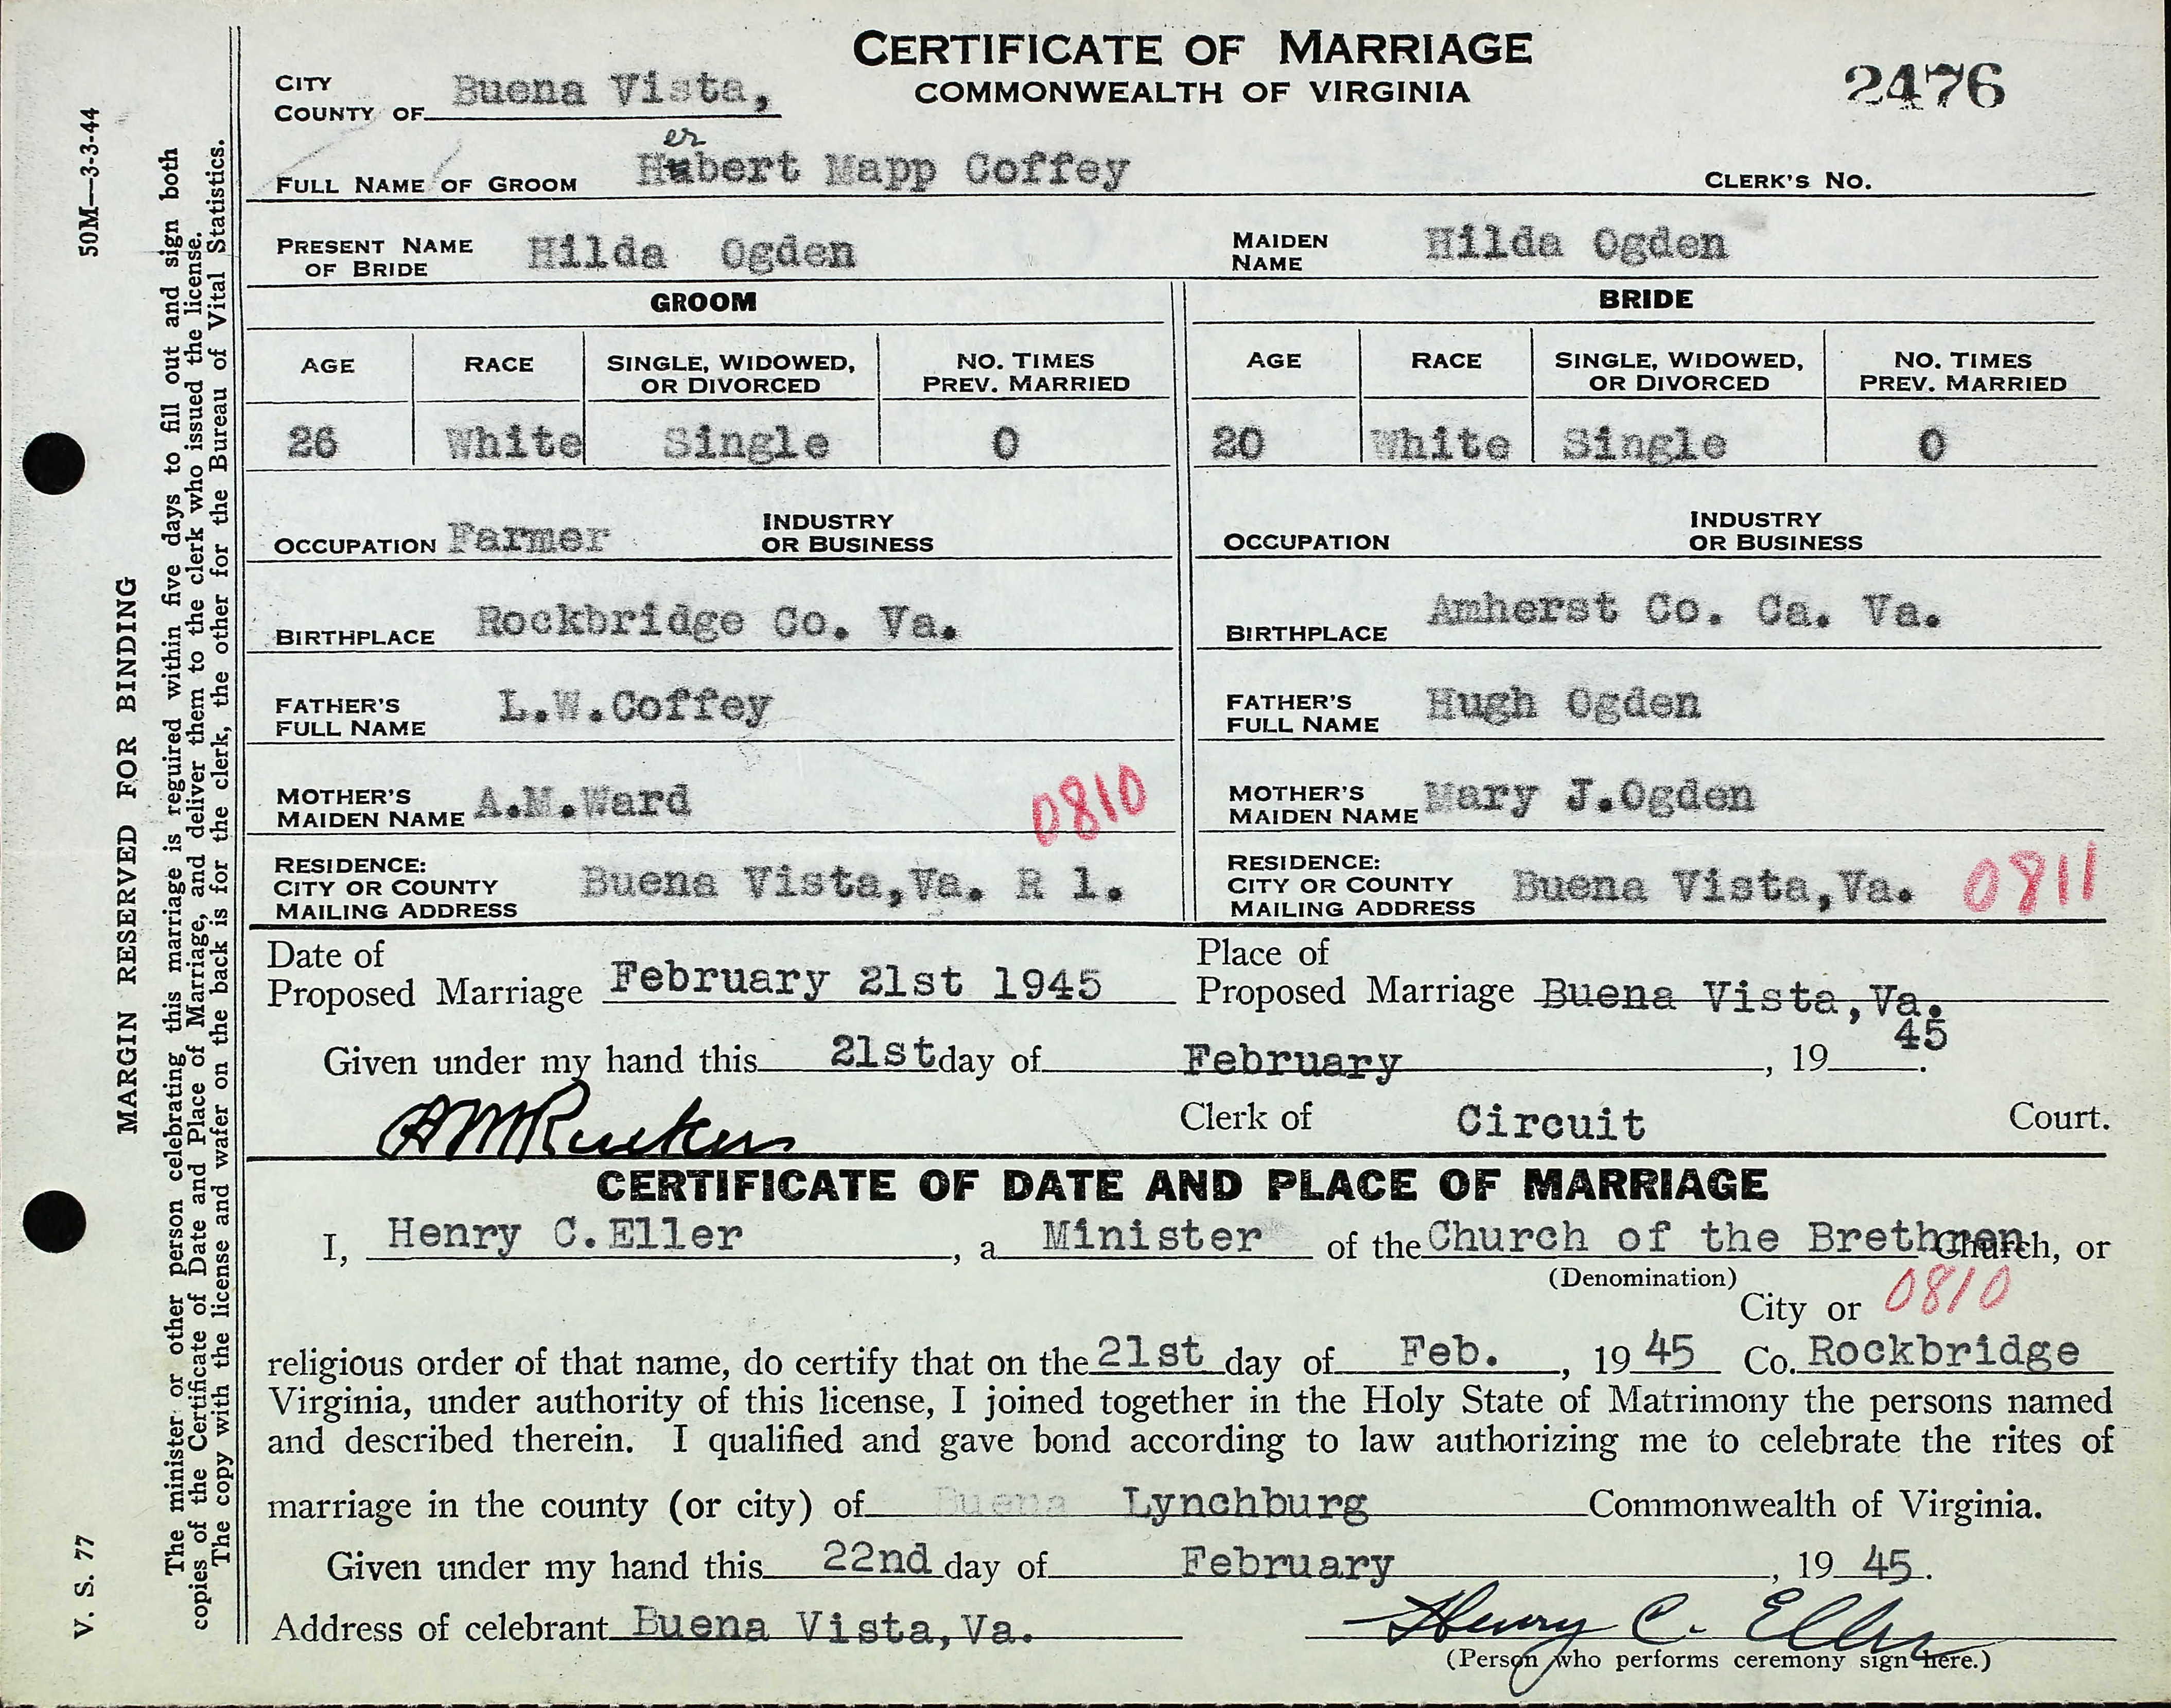 CERTIFICATE OF MARRIAGE
COMMONWEALTH OF VIRGINIA
2476
CITY
COUNTY OF Buena Vista,
er
FULL NAME OF GROOM Hubert Mapp Coffey CLERK'S NO.
PRESENT NAME OF BRIDE Hilda Ogden MAIDEN NAME Hilda Ogden
GROOM BRIDE
AGE RACE SINGLE, WIDOWED, OR DIVORCED NO. TIMES PREV. MARRIED AGE RACE SINGLE, WIDOWED, OR DIVORCED NO. TIMES PREV. MARRIED
26 White Single 0 20 White Single 0
OCCUPATION Farmer INDUSTRY OR BUSINESS OCCUPATION INDUSTRY OR BUSINESS
BIRTHPLACE Rockbridge Co. Va. BIRTHPLACE Amherst Co. Ca. Va.
FATHER'S FULL NAME L.W.Coffey FATHER'S FULL NAME Hugh Ogden
MOTHER'S MAIDEN NAME A.M.Ward 0810 MOTHER'S MAIDEN NAME Mary J.Ogden
RESIDENCE: CITY OR COUNTY MAILING ADDRESS Buena Vista,Va. R 1. RESIDENCE: CITY OR COUNTY MAILING ADDRESS Buena Vista,Va. 0811
Date of Proposed Marriage February 21st 1945 Place of Proposed Marriage Buena Vista,Va.
Given under my hand this 21st day of February, 19 45.
AMRucker Clerk of Circuit Court.
CERTIFICATE OF DATE AND PLACE OF MARRIAGE
I, Henry C.Eller, a Minister of the Church of the Brethren Church, or
(Denomination)
City or 0810
religious order of that name, do certify that on the 21st day of Feb., 19 45 Co. Rockbridge
Virginia, under authority of this license, I joined together in the Holy State of Matrimony the persons named
and described therein. I qualified and gave bond according to law authorizing me to celebrate the rites of
marriage in the county (or city) of Buena Lynchburg Commonwealth of Virginia.
Given under my hand this 22nd day of February, 19 45.
Address of celebrant Buena Vista,Va. Henry C. Eller
(Person who performs ceremony sign here.)
50M—3-3-44
MARGIN RESERVED FOR BINDING
V. S. 77
The minister or other person celebrating this marriage is required within five days to fill out and sign both
copies of the Certificate of Date and Place of Marriage, and deliver them to the clerk who issued the license.
The copy with the license and wafer on the back is for the clerk, the other for the Bureau of Vital Statistics.